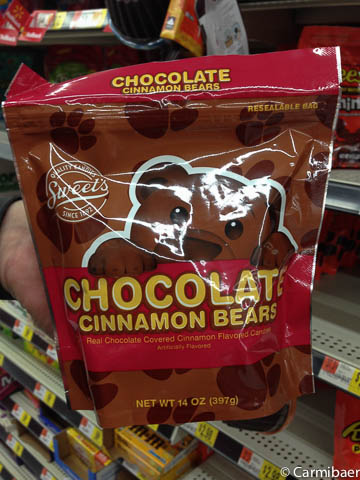 CHOCOLATE
CINNAMON BEARS
RESEALABLE BAG
QUALITY CANDIES
Sweet's
SINCE 1892
CHOCOLATE
CINNAMON BEARS
Real Chocolate Covered Cinnamon Flavored Candies
Artificially Flavored
NET WT 14 OZ (397g)
© Carmibaer